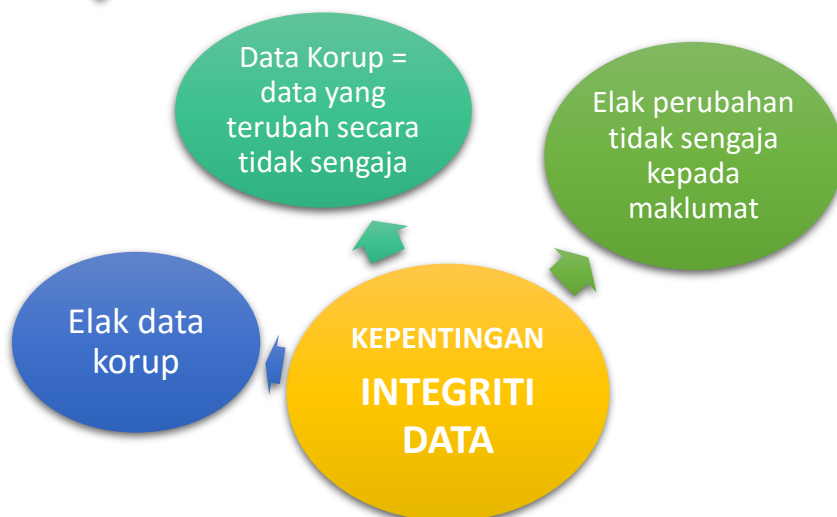 Data Korup =
data yang
terubah secara
tidak sengaja
Elak perubahan
tidak sengaja
kepada
maklumat
Elak data
korup
KEPENTINGAN
INTEGRITI
DATA